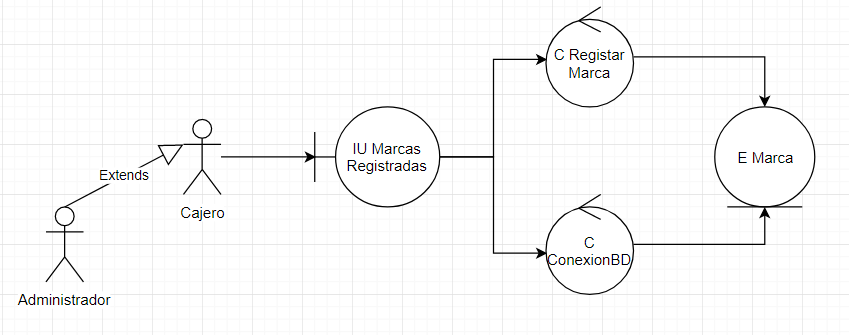 C Registar
Marca
IU Marcas
Registradas
E Marca
Extends
Cajero
C
ConexionBD
Administrador